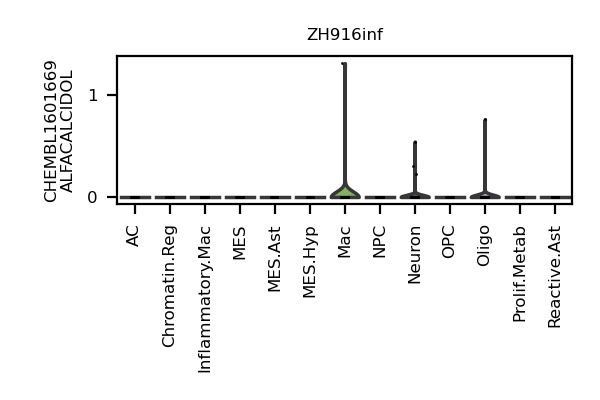 ZH916inf
CHEMBL1601669
ALFACALCIDOL
1
0
AC
Chromatin.Reg
Inflammatory.Mac
MES
MES.Ast
MES.Hyp
Mac
NPC
Neuron
OPC
Oligo
Prolif.Metab
Reactive.Ast